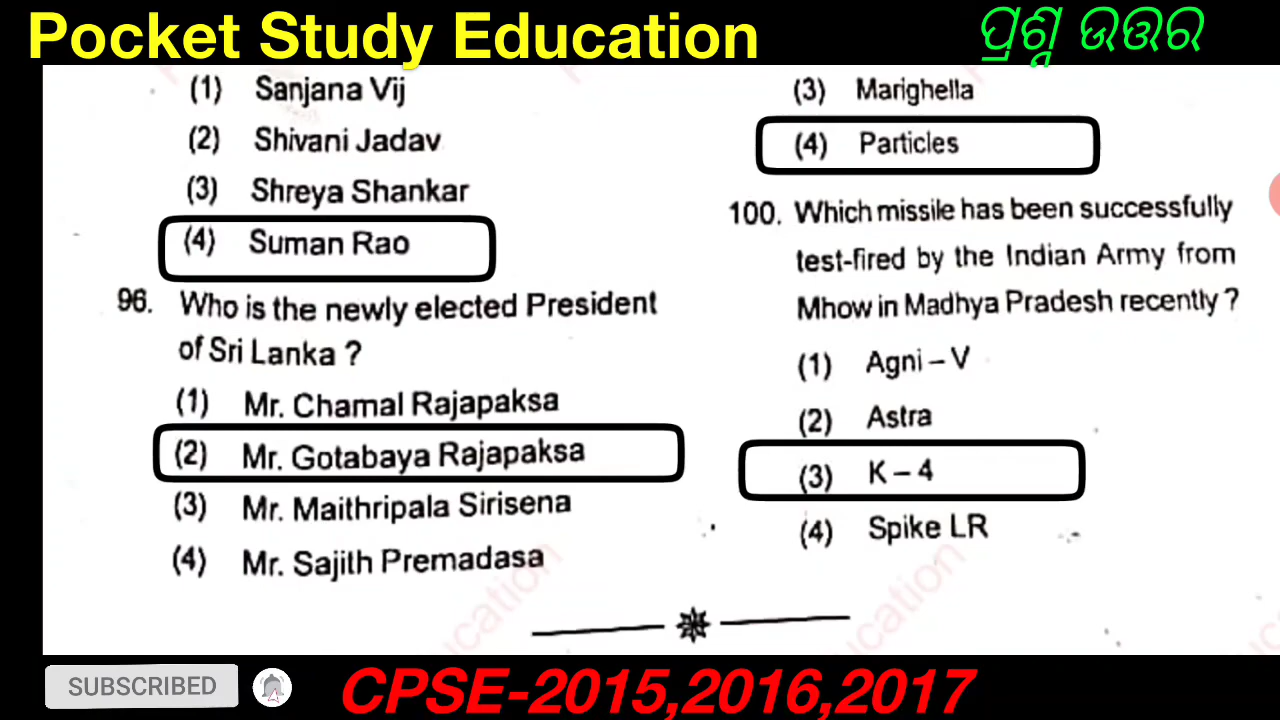 Pocket Study Education
ପ୍ରଶ୍ନ ଉତ୍ତର
(1) Sanjana Vij
(2) Shivani Jadav
(3) Shreya Shankar
(4) Suman Rao
96. Who is the newly elected President
of Sri Lanka ?
(1) Mr. Chamal Rajapaksa
(2) Mr. Gotabaya Rajapaksa
(3) Mr. Maithripala Sirisena
(4) Mr. Sajith Premadasa
(3) Marighella
(4) Particles
100. Which missile has been successfully
test-fired by the Indian Army from
Mhow in Madhya Pradesh recently ?
(1) Agni – V
(2) Astra
(3) K – 4
(4) Spike LR
SUBSCRIBED
CPSE-2015,2016,2017